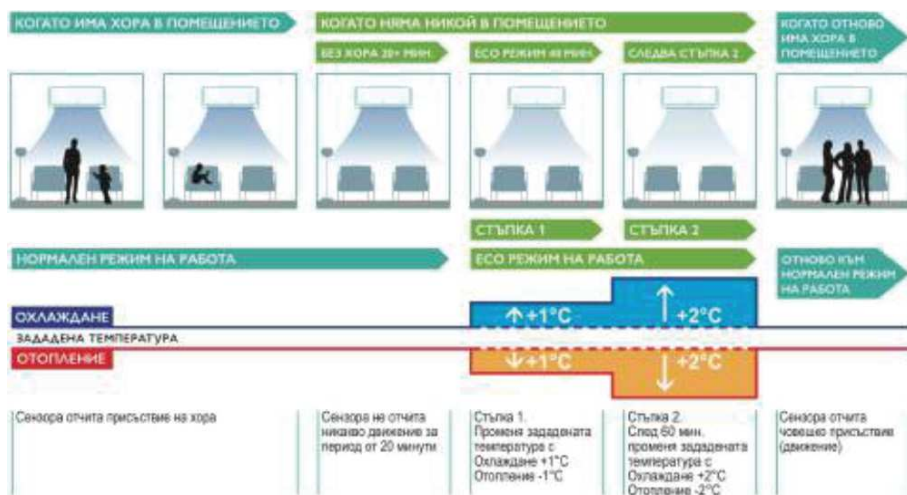 КОГАТО ИМА ХОРА В ПОМЕЩЕНИЕТО
КОГАТО НЯМА НИКОЙ В ПОМЕЩЕНИЕТО
КОГАТО ОТНОВО
ИМА ХОРА В
ПОМЕЩЕНИЕТО
БЕЗ ХОРА 20+ МИН.
ECO РЕЖИМ 40 МИН.
СЛЕДВА СТЪПКА 2
СТЪПКА 1
СТЪПКА 2
НОРМАЛЕН РЕЖИМ НА РАБОТА
ECO РЕЖИМ НА РАБОТА
ОТНОВО КЪМ
НОРМАЛЕН РЕЖИМ
НА РАБОТА
ОХЛАЖДАНЕ
+1°C
+2°C
ЗАДАДЕНА ТЕМПЕРАТУРА
ОТОПЛЕНИЕ
+1°C
+2°C
Сензора отчита присъствие на хора
Сензора не отчита
никакво движение за
период от 20 минути
Стъпка 1.
Променя зададената
температура с
Охлаждане +1°C
Отопление -1°C
Стъпка 2.
След 60 мин.
променя зададената
температура с
Охлаждане +2°C
Отопление -2°C
Сензора отчита
човешко присъствие
(движение)